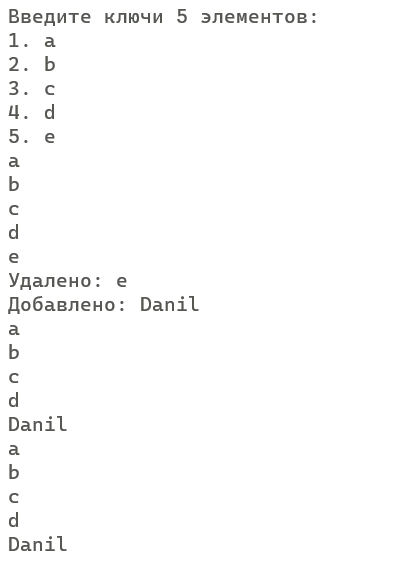 Введите ключи 5 элементов:
1. a
2. b
3. c
4. d
5. e
a
b
c
d
e
Удалено: e
Добавлено: Danil
a
b
c
d
Danil
a
b
c
d
Danil